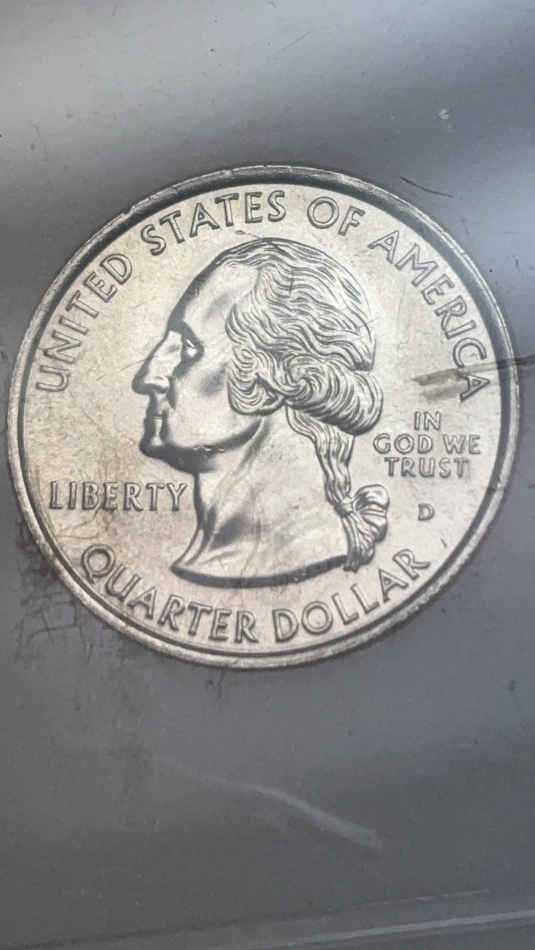 UNITED STATES OF AMERICA
LIBERTY
IN
GOD WE
TRUST
D
QUARTER DOLLAR